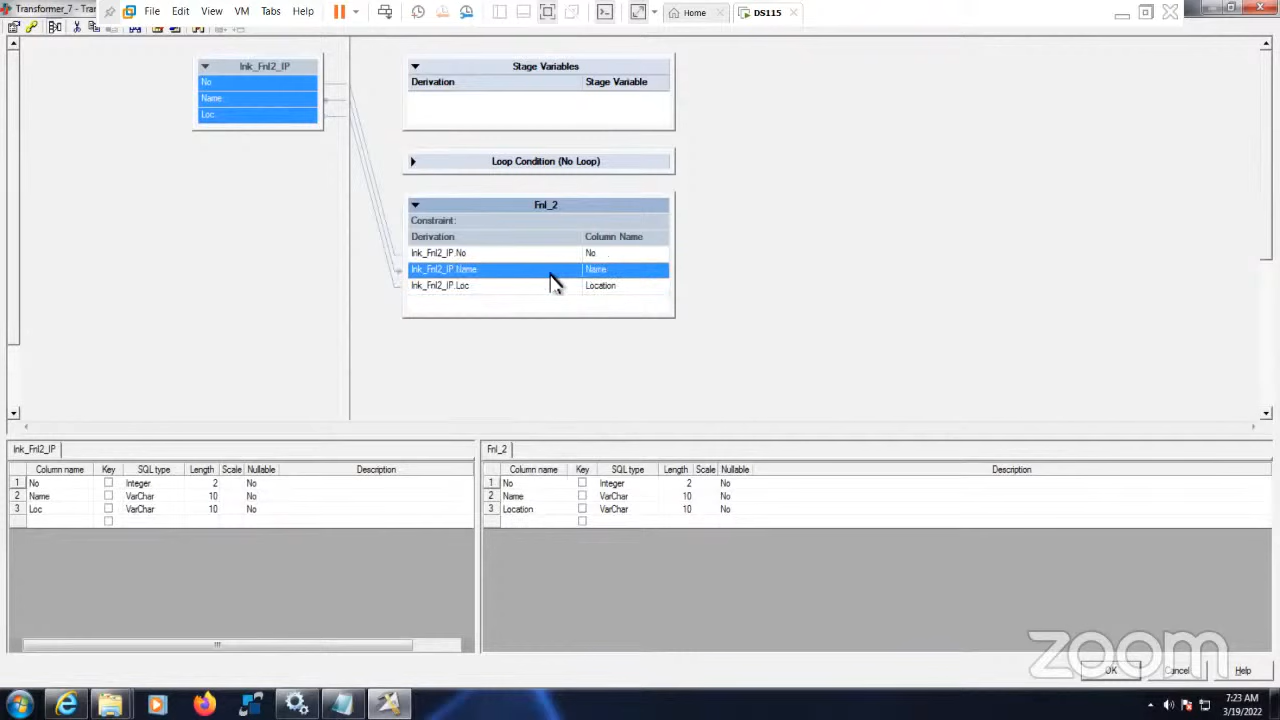 Transformer_7 - Tran
File Edit View VM Tabs Help
Home
DS115
lnk_Fnl2_IP
No
Name
Loc
Stage Variables
Derivation Stage Variable
Loop Condition (No Loop)
Fnl_2
Constraint:
Derivation Column Name
lnk_Fnl2_IP.No No
lnk_Fnl2_IP.Name Name
lnk_Fnl2_IP.Loc Location
lnk_Fnl2_IP
Column name Key SQL type Length Scale Nullable Description
1 No Integer 2 No
2 Name VarChar 10 No
3 Loc VarChar 10 No
Fnl_2
Column name Key SQL type Length Scale Nullable Description
1 No Integer 2 No
2 Name VarChar 10 No
3 Location VarChar 10 No
zoom
OK Cancel Help
7:23 AM
3/19/2022